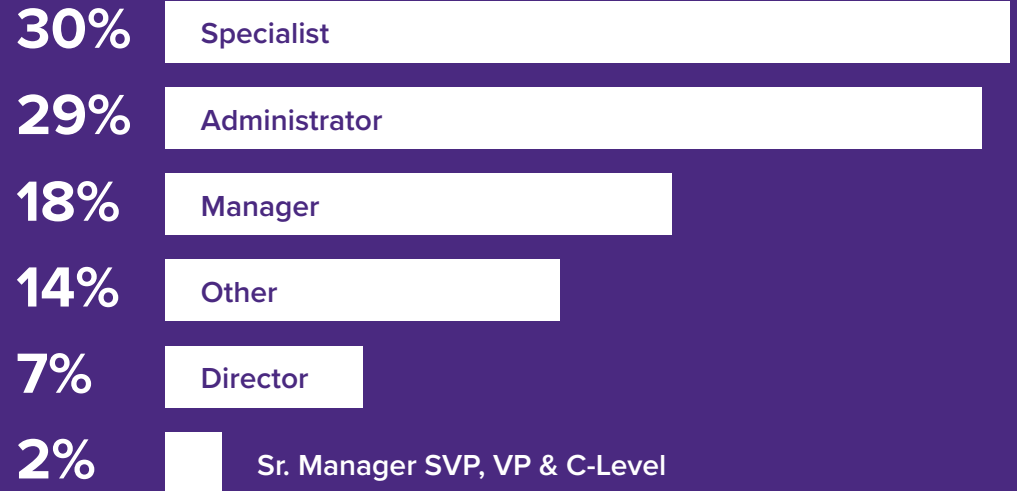 30% Specialist
29% Administrator
18% Manager
14% Other
7% Director
2% Sr. Manager SVP, VP & C-Level